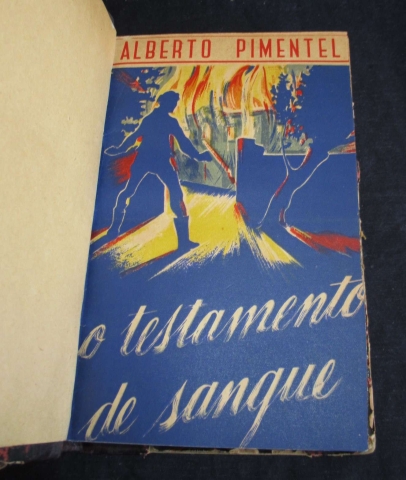 ALBERTO PIMENTEL
o testamento
de sangue